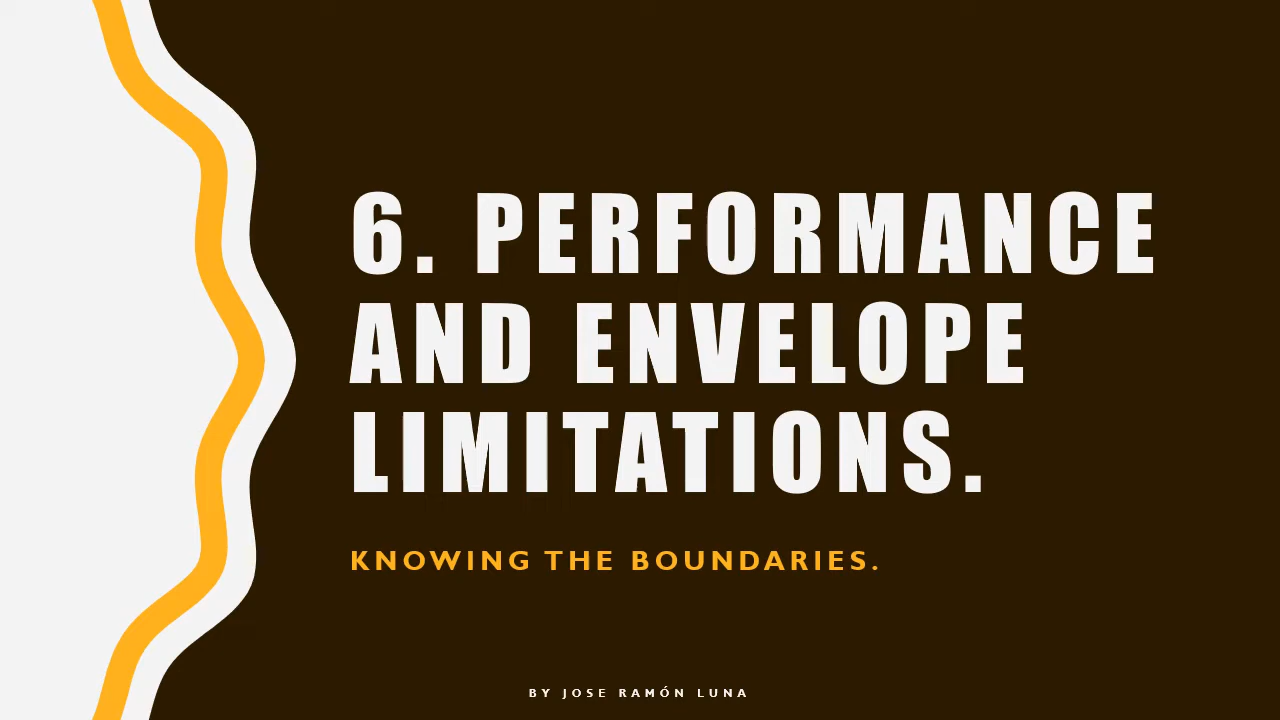 6. PERFORMANCE
AND ENVELOPE
LIMITATIONS.
KNOWING THE BOUNDARIES.
BY JOSE RAMÓN LUNA